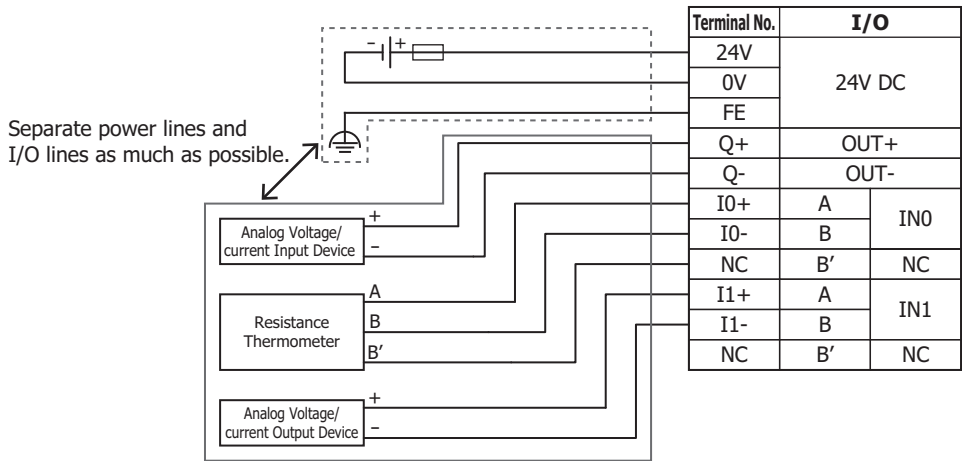 Terminal No. I/O
24V 24V DC
0V
FE
Q+ OUT+
Q- OUT-
I0+ A IN0
I0- B
NC B′ NC
I1+ A IN1
I1- B
NC B′ NC
- +
Separate power lines and
I/O lines as much as possible.
Analog Voltage/
current Input Device
+
-
Resistance
Thermometer
A
B
B′
Analog Voltage/
current Output Device
+
-